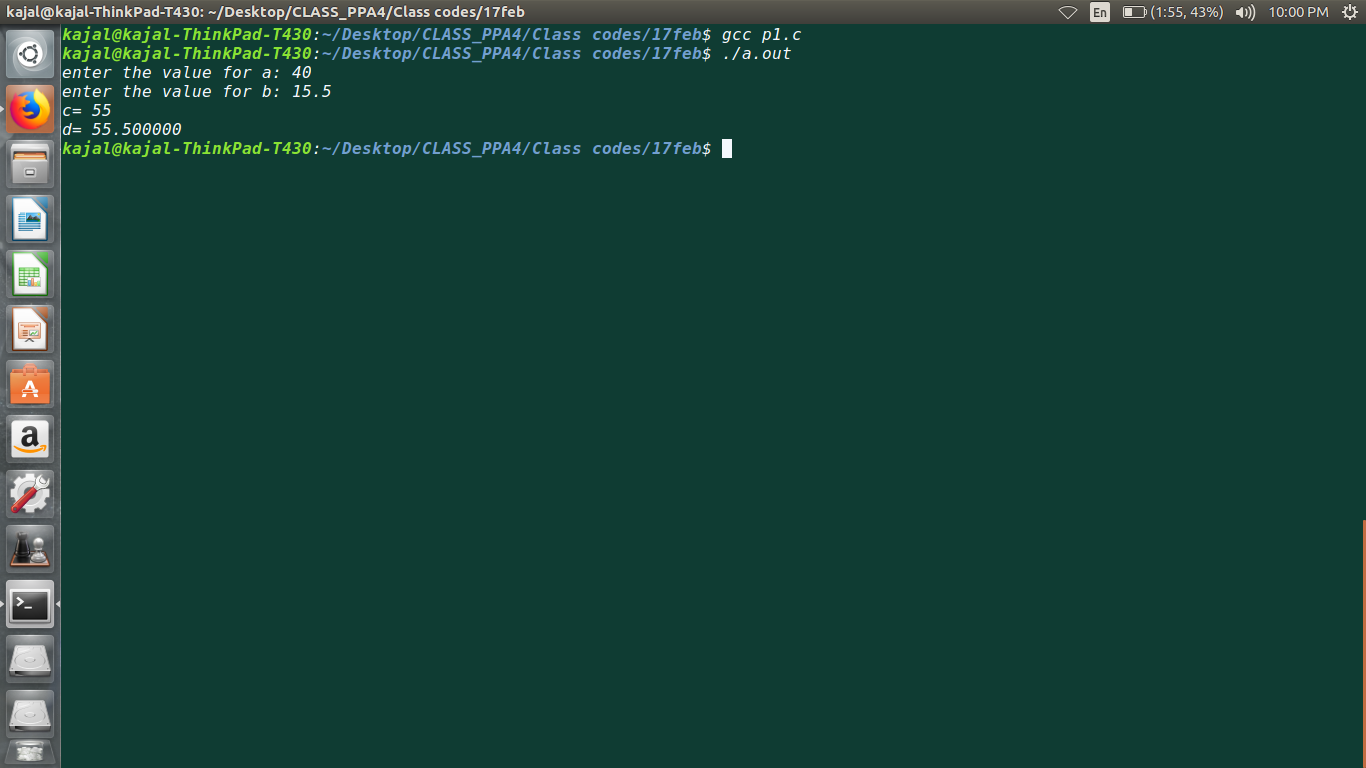 kajal@kajal-ThinkPad-T430: ~/Desktop/CLASS_PPA4/Class codes/17feb En (1:55, 43%) 10:00 PM
kajal@kajal-ThinkPad-T430:~/Desktop/CLASS_PPA4/Class codes/17feb$ gcc p1.c
kajal@kajal-ThinkPad-T430:~/Desktop/CLASS_PPA4/Class codes/17feb$ ./a.out
enter the value for a: 40
enter the value for b: 15.5
c= 55
d= 55.500000
kajal@kajal-ThinkPad-T430:~/Desktop/CLASS_PPA4/Class codes/17feb$